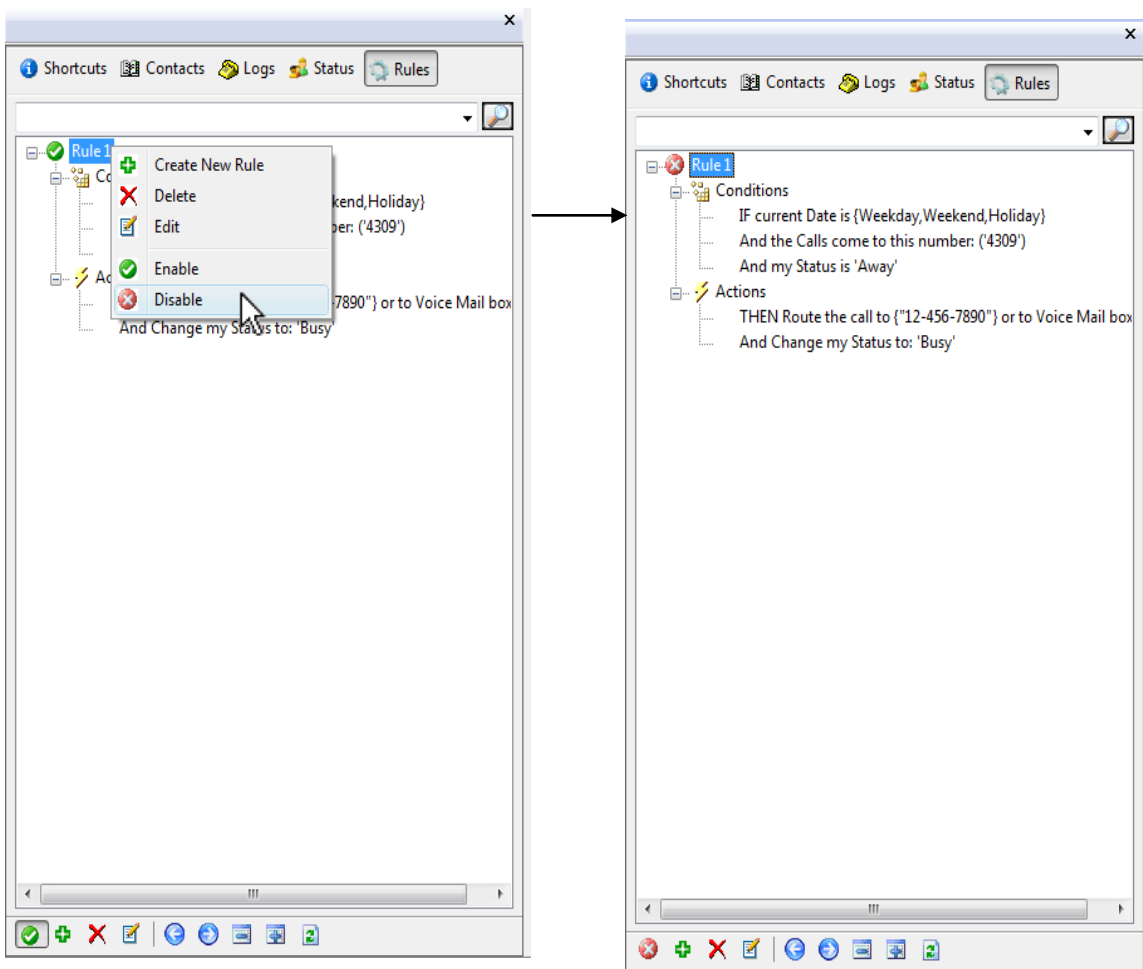 x
Shortcuts Contacts Logs Status Rules
Rule 1
Create New Rule
Delete
Edit
Enable
Disable
kend,Holiday}
ber: ('4309')
7890"} or to Voice Mail box
And Change my Status to: 'Busy'
x
Shortcuts Contacts Logs Status Rules
Rule 1
Conditions
IF current Date is {Weekday,Weekend,Holiday}
And the Calls come to this number: ('4309')
And my Status is 'Away'
Actions
THEN Route the call to {"12-456-7890"} or to Voice Mail box
And Change my Status to: 'Busy'